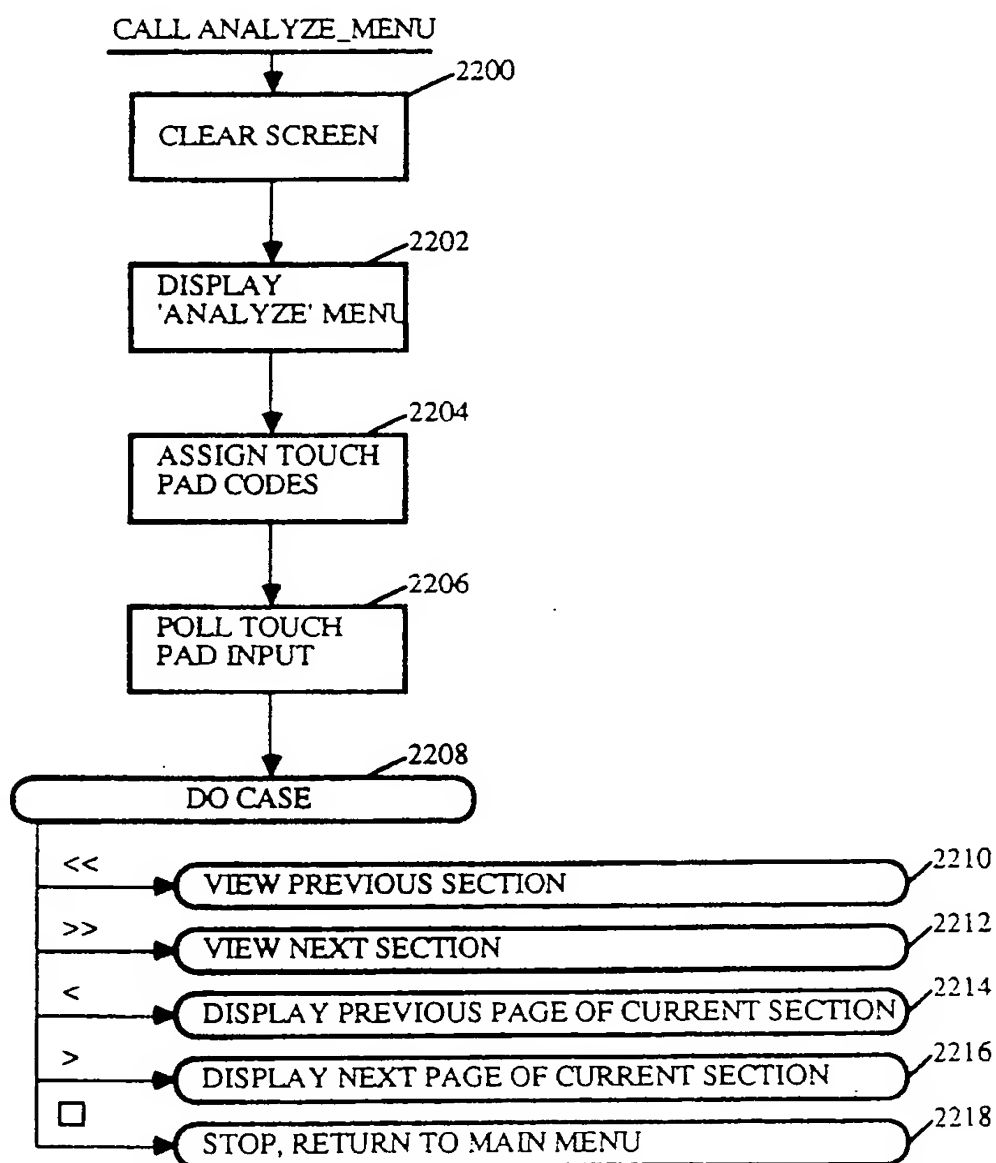 CALL ANALYZE_MENU
2200
CLEAR SCREEN
2202
DISPLAY
'ANALYZE' MENU
2204
ASSIGN TOUCH
PAD CODES
2206
POLL TOUCH
PAD INPUT
2208
DO CASE
<<
2210
VIEW PREVIOUS SECTION
>>
2212
VIEW NEXT SECTION
<
2214
DISPLAY PREVIOUS PAGE OF CURRENT SECTION
>
2216
DISPLAY NEXT PAGE OF CURRENT SECTION
2218
STOP, RETURN TO MAIN MENU